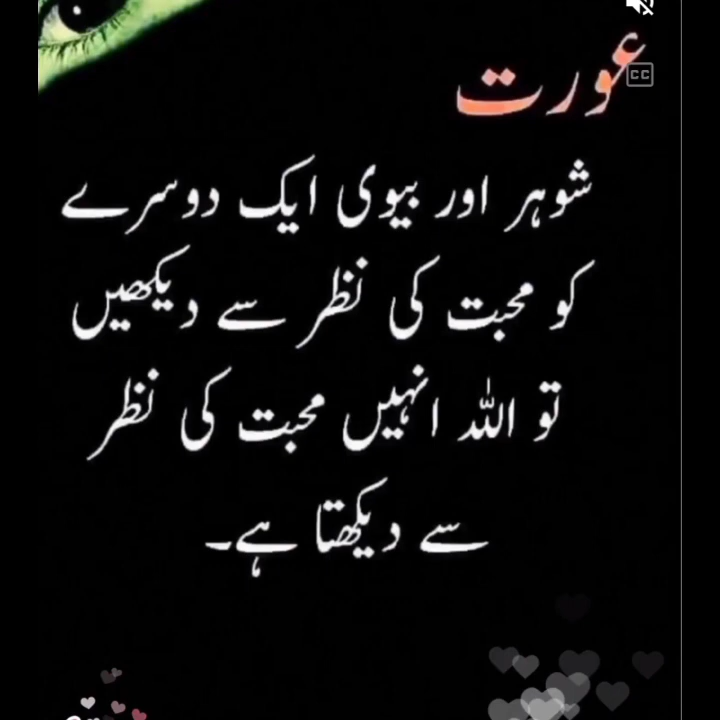 عورت
CC
شوہر اور بیوی ایک دوسرے
کو محبت کی نظر سے دیکھیں
تو اللہ انہیں محبت کی نظر
سے دیکھتا ہے۔